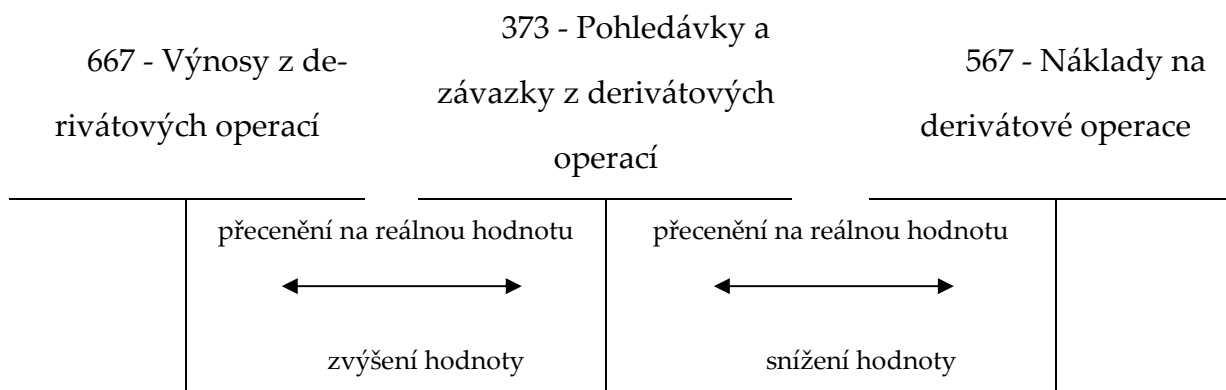 667 - Výnosy z de-
rivátových operací
373 - Pohledávky a
závazky z derivátových
operací
567 - Náklady na
derivátové operace
přecenění na reálnou hodnotu
zvýšení hodnoty
přecenění na reálnou hodnotu
snížení hodnoty